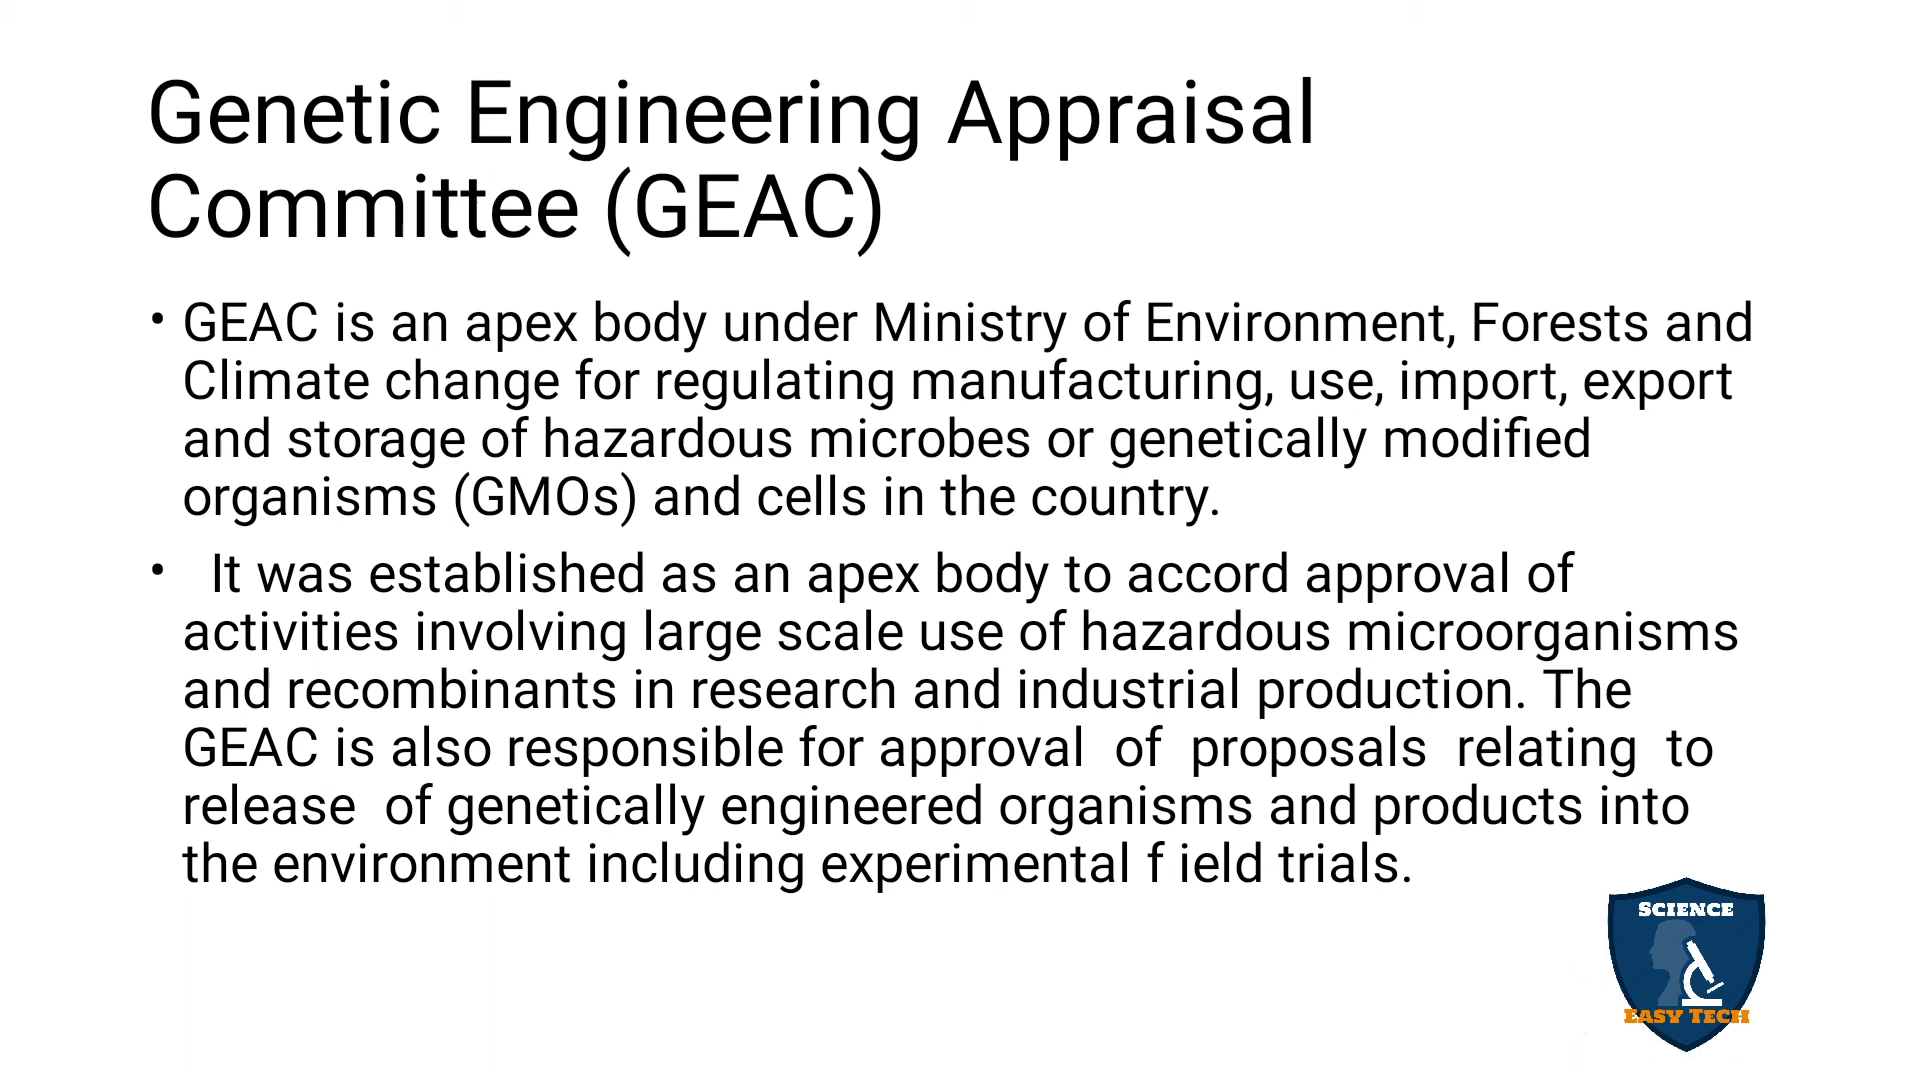 Genetic Engineering Appraisal
Committee (GEAC)
• GEAC is an apex body under Ministry of Environment, Forests and
Climate change for regulating manufacturing, use, import, export
and storage of hazardous microbes or genetically modified
organisms (GMOs) and cells in the country.
• It was established as an apex body to accord approval of
activities involving large scale use of hazardous microorganisms
and recombinants in research and industrial production. The
GEAC is also responsible for approval of proposals relating to
release of genetically engineered organisms and products into
the environment including experimental f ield trials.
SCIENCE
EASY TECH